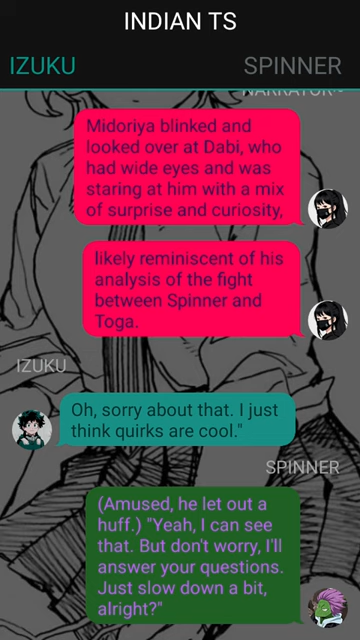 INDIAN TS
IZUKU SPINNER
NARRATOR~
Midoriya blinked and
looked over at Dabi, who
had wide eyes and was
staring at him with a mix
of surprise and curiosity,
likely reminiscent of his
analysis of the fight
between Spinner and
Toga.
IZUKU
Oh, sorry about that. I just
think quirks are cool."
SPINNER
(Amused, he let out a
huff.) "Yeah, I can see
that. But don't worry, I'll
answer your questions.
Just slow down a bit,
alright?"